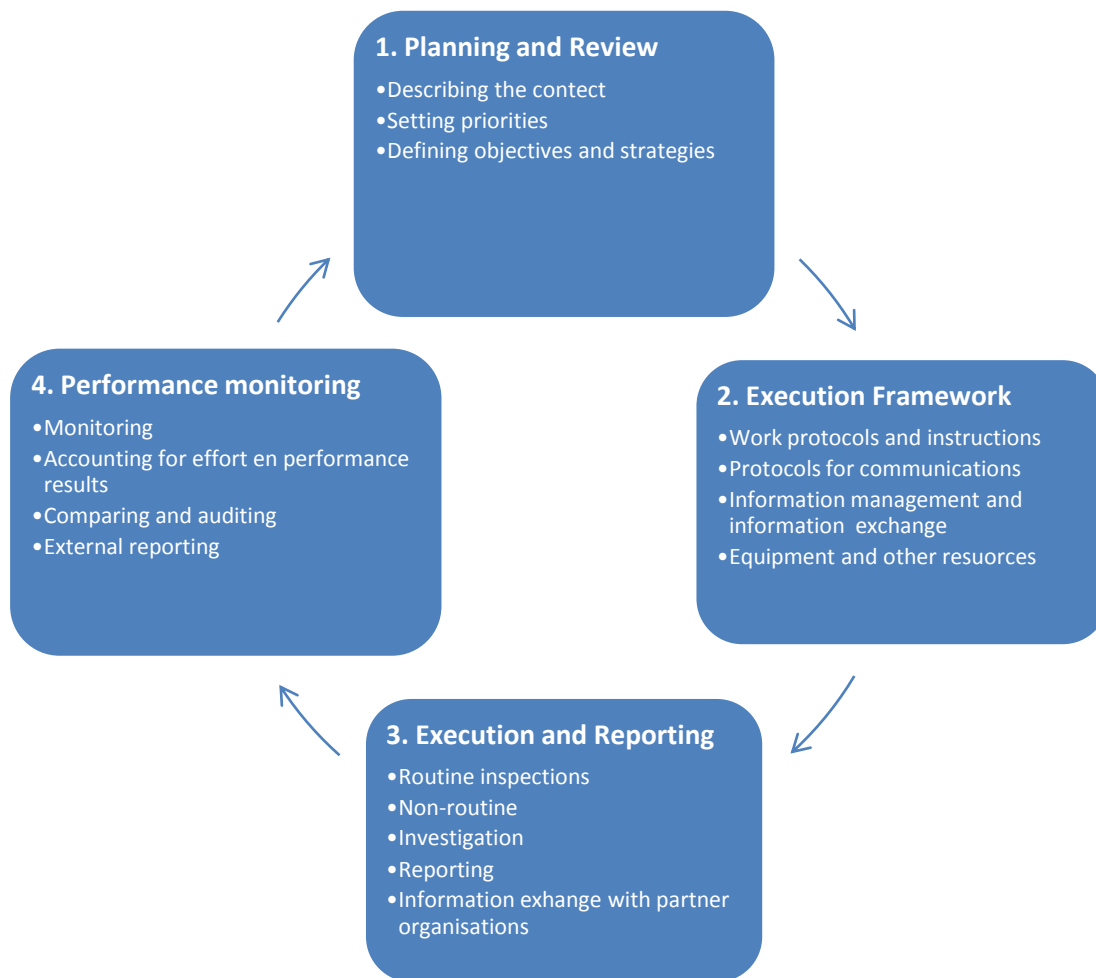 1. Planning and Review
•Describing the contect
•Setting priorities
•Defining objectives and strategies
2. Execution Framework
•Work protocols and instructions
•Protocols for communications
•Information management and
information exchange
•Equipment and other resuorces
3. Execution and Reporting
•Routine inspections
•Non-routine
•Investigation
•Reporting
•Information exhange with partner
organisations
4. Performance monitoring
•Monitoring
•Accounting for effort en performance
results
•Comparing and auditing
•External reporting